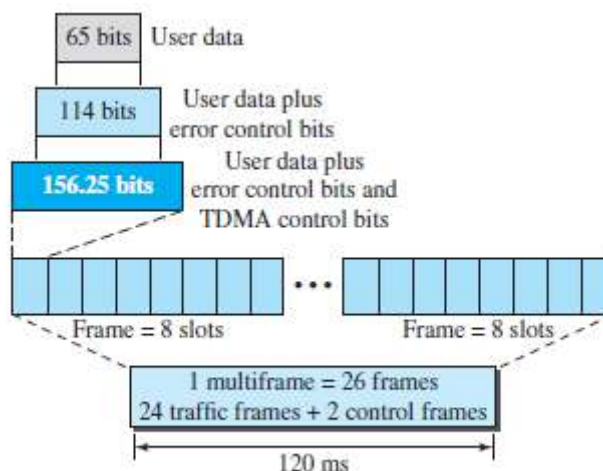 65 bits User data
114 bits User data plus
error control bits
156.25 bits User data plus
error control bits and
TDMA control bits
Frame = 8 slots Frame = 8 slots
1 multiframe = 26 frames
24 traffic frames + 2 control frames
120 ms